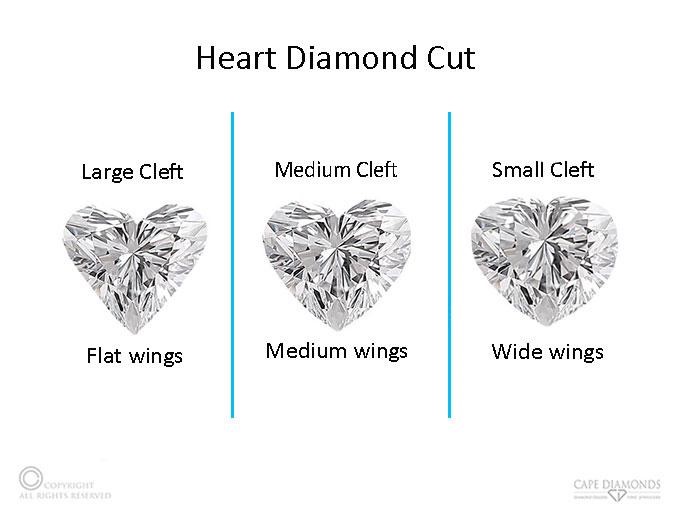 Heart Diamond Cut
Large Cleft
Medium Cleft
Small Cleft
Flat wings
Medium wings
Wide wings
© COPYRIGHT
ALL RIGHTS RESERVED
CAPE DIAMONDS